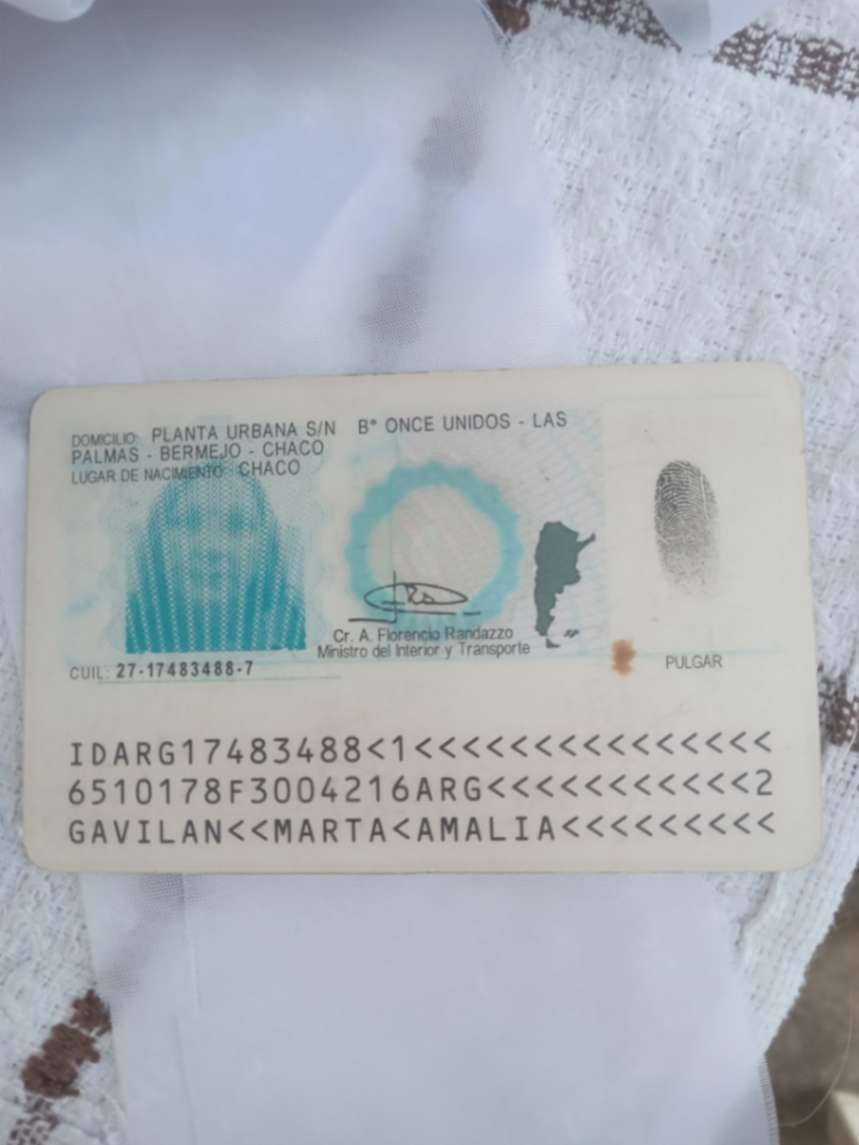 DOMICILIO: PLANTA URBANA S/N B° ONCE UNIDOS - LAS
PALMAS - BERMEJO - CHACO
LUGAR DE NACIMIENTO: CHACO
Cr. A. Florencio Randazzo
Ministro del Interior y Transporte
CUIL: 27-17483488-7
PULGAR
IDARG17483488<1<<<<<<<<<<<<<<<
6510178F3004216ARG<<<<<<<<<<<2
GAVILAN<<MARTA<AMALIA<<<<<<<<<